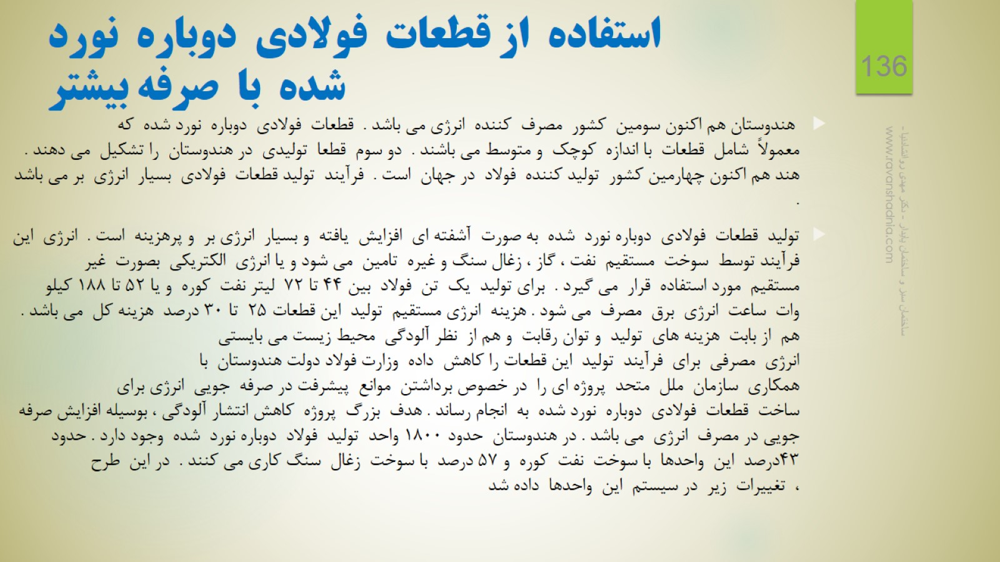 استفاده از قطعات فولادی دوباره نورد
شده با صرفه بیشتر
136
هندوستان هم اکنون سومین کشور مصرف کننده انرژی می باشد . قطعات فولادی دوباره نورد شده که
معمولاً شامل قطعات با اندازه کوچک و متوسط می باشند . دو سوم قطعا تولیدی در هندوستان را تشکیل می دهند .
هند هم اکنون چهارمین کشور تولید کننده فولاد در جهان است . فرآیند تولید قطعات فولادی بسیار انرژی بر می باشد
.
تولید قطعات فولادی دوباره نورد شده به صورت آشفته ای افزایش یافته و بسیار انرژی بر و پرهزینه است . انرژی این
فرآیند توسط سوخت مستقیم نفت ، گاز ، زغال سنگ و غیره تامین می شود و یا انرژی الکتریکی بصورت غیر
مستقیم مورد استفاده قرار می گیرد . برای تولید یک تن فولاد بین ۴۴ تا ۷۲ لیتر نفت کوره و یا ۵۲ تا ۱۸۸ کیلو
وات ساعت انرژی برق مصرف می شود . هزینه انرژی مستقیم تولید این قطعات ۲۵ تا ۳۰ درصد هزینه کل می باشد .
هم از بابت هزینه های تولید و توان رقابت و هم از نظر آلودگی محیط زیست می بایستی
انرژی مصرفی برای فرآیند تولید این قطعات را کاهش داده وزارت فولاد دولت هندوستان با
همکاری سازمان ملل متحد پروژه ای را در خصوص برداشتن موانع پیشرفت در صرفه جویی انرژی برای
ساخت قطعات فولادی دوباره نورد شده به انجام رساند . هدف بزرگ پروژه کاهش انتشار آلودگی ، بوسیله افزایش صرفه
جویی در مصرف انرژی می باشد . در هندوستان حدود ۱۸۰۰ واحد تولید فولاد دوباره نورد شده وجود دارد . حدود
۴۳درصد این واحدها با سوخت نفت کوره و ۵۷ درصد با سوخت زغال سنگ کاری می کنند . در این طرح
، تغییرات زیر در سیستم این واحدها داده شد
ساختمان سبز و ساختمان پایدار - دکتر مهدی روانشادنیا -
www.ravanshadnia.com